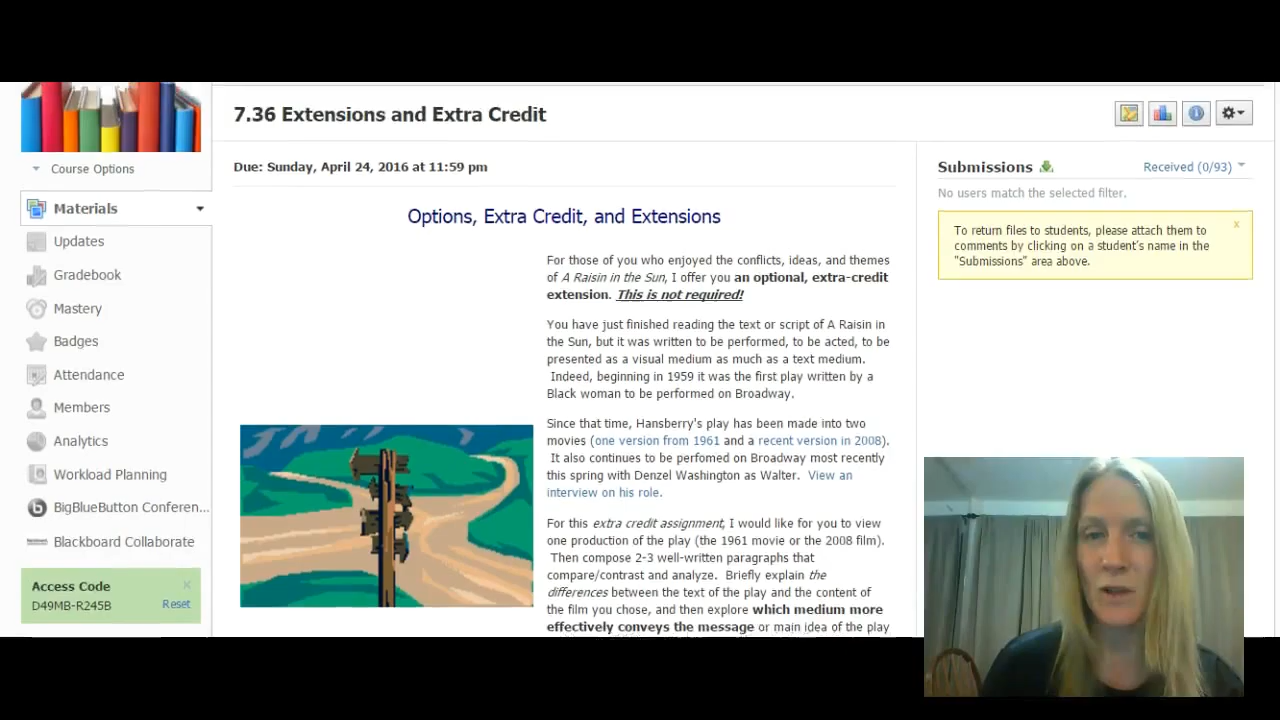 7.36 Extensions and Extra Credit
Course Options
Materials
Updates
Gradebook
Mastery
Badges
Attendance
Members
Analytics
Workload Planning
BigBlueButton Conferen...
Blackboard Collaborate
Access Code
D49MB-R245B
Reset
Due: Sunday, April 24, 2016 at 11:59 pm
Options, Extra Credit, and Extensions
For those of you who enjoyed the conflicts, ideas, and themes
of A Raisin in the Sun, I offer you an optional, extra-credit
extension. This is not required!
You have just finished reading the text or script of A Raisin in
the Sun, but it was written to be performed, to be acted, to be
presented as a visual medium as much as a text medium.
Indeed, beginning in 1959 it was the first play written by a
Black woman to be performed on Broadway.
Since that time, Hansberry's play has been made into two
movies (one version from 1961 and a recent version in 2008).
It also continues to be perfomed on Broadway most recently
this spring with Denzel Washington as Walter. View an
interview on his role.
For this extra credit assignment, I would like for you to view
one production of the play (the 1961 movie or the 2008 film).
Then compose 2-3 well-written paragraphs that
compare/contrast and analyze. Briefly explain the
differences between the text of the play and the content of
the film you chose, and then explore which medium more
effectively conveys the message or main idea of the play
Submissions
Received (0/93)
No users match the selected filter.
To return files to students, please attach them to
comments by clicking on a student's name in the
"Submissions" area above.
x